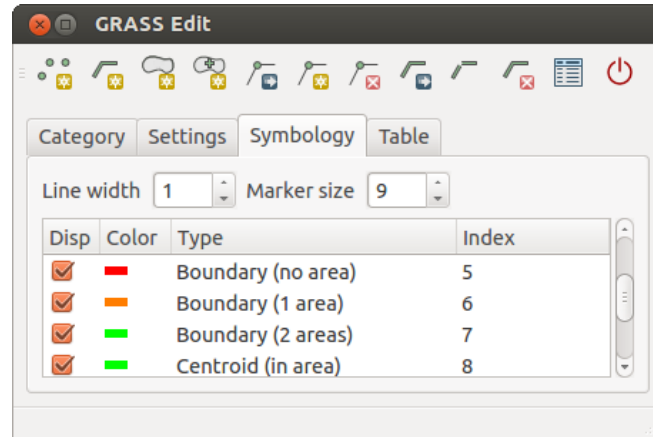 GRASS Edit
Category Settings Symbology Table
Line width 1 Marker size 9
Disp Color Type Index
Boundary (no area) 5
Boundary (1 area) 6
Boundary (2 areas) 7
Centroid (in area) 8